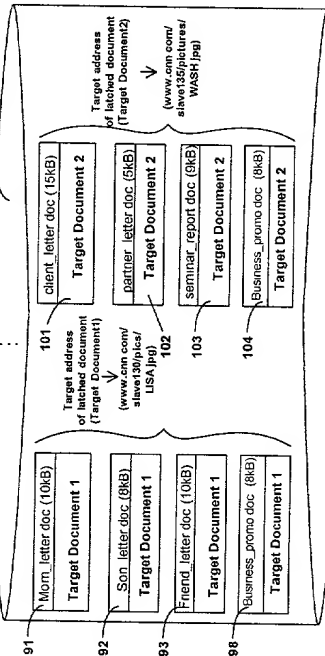 91
Mom_letter doc (10kB)
Target Document 1
92
Son_letter doc (8kB)
Target Document 1
93
Friend_letter doc (10kB)
Target Document 1
98
Business_promo doc (8kB)
Target Document 1
Target address
of latched document
(Target Document1)
(www.cnn com/
slave130/pics/
LISA jpg)
101
client_letter doc (15kB)
Target Document 2
102
partner_letter doc (5kB)
Target Document 2
103
seminar_report doc (9kB)
Target Document 2
104
Business_promo doc (8kB)
Target Document 2
Target address
of latched document
(Target Document2)
(www.cnn com/
slave135/pictures/
WASH jpg)